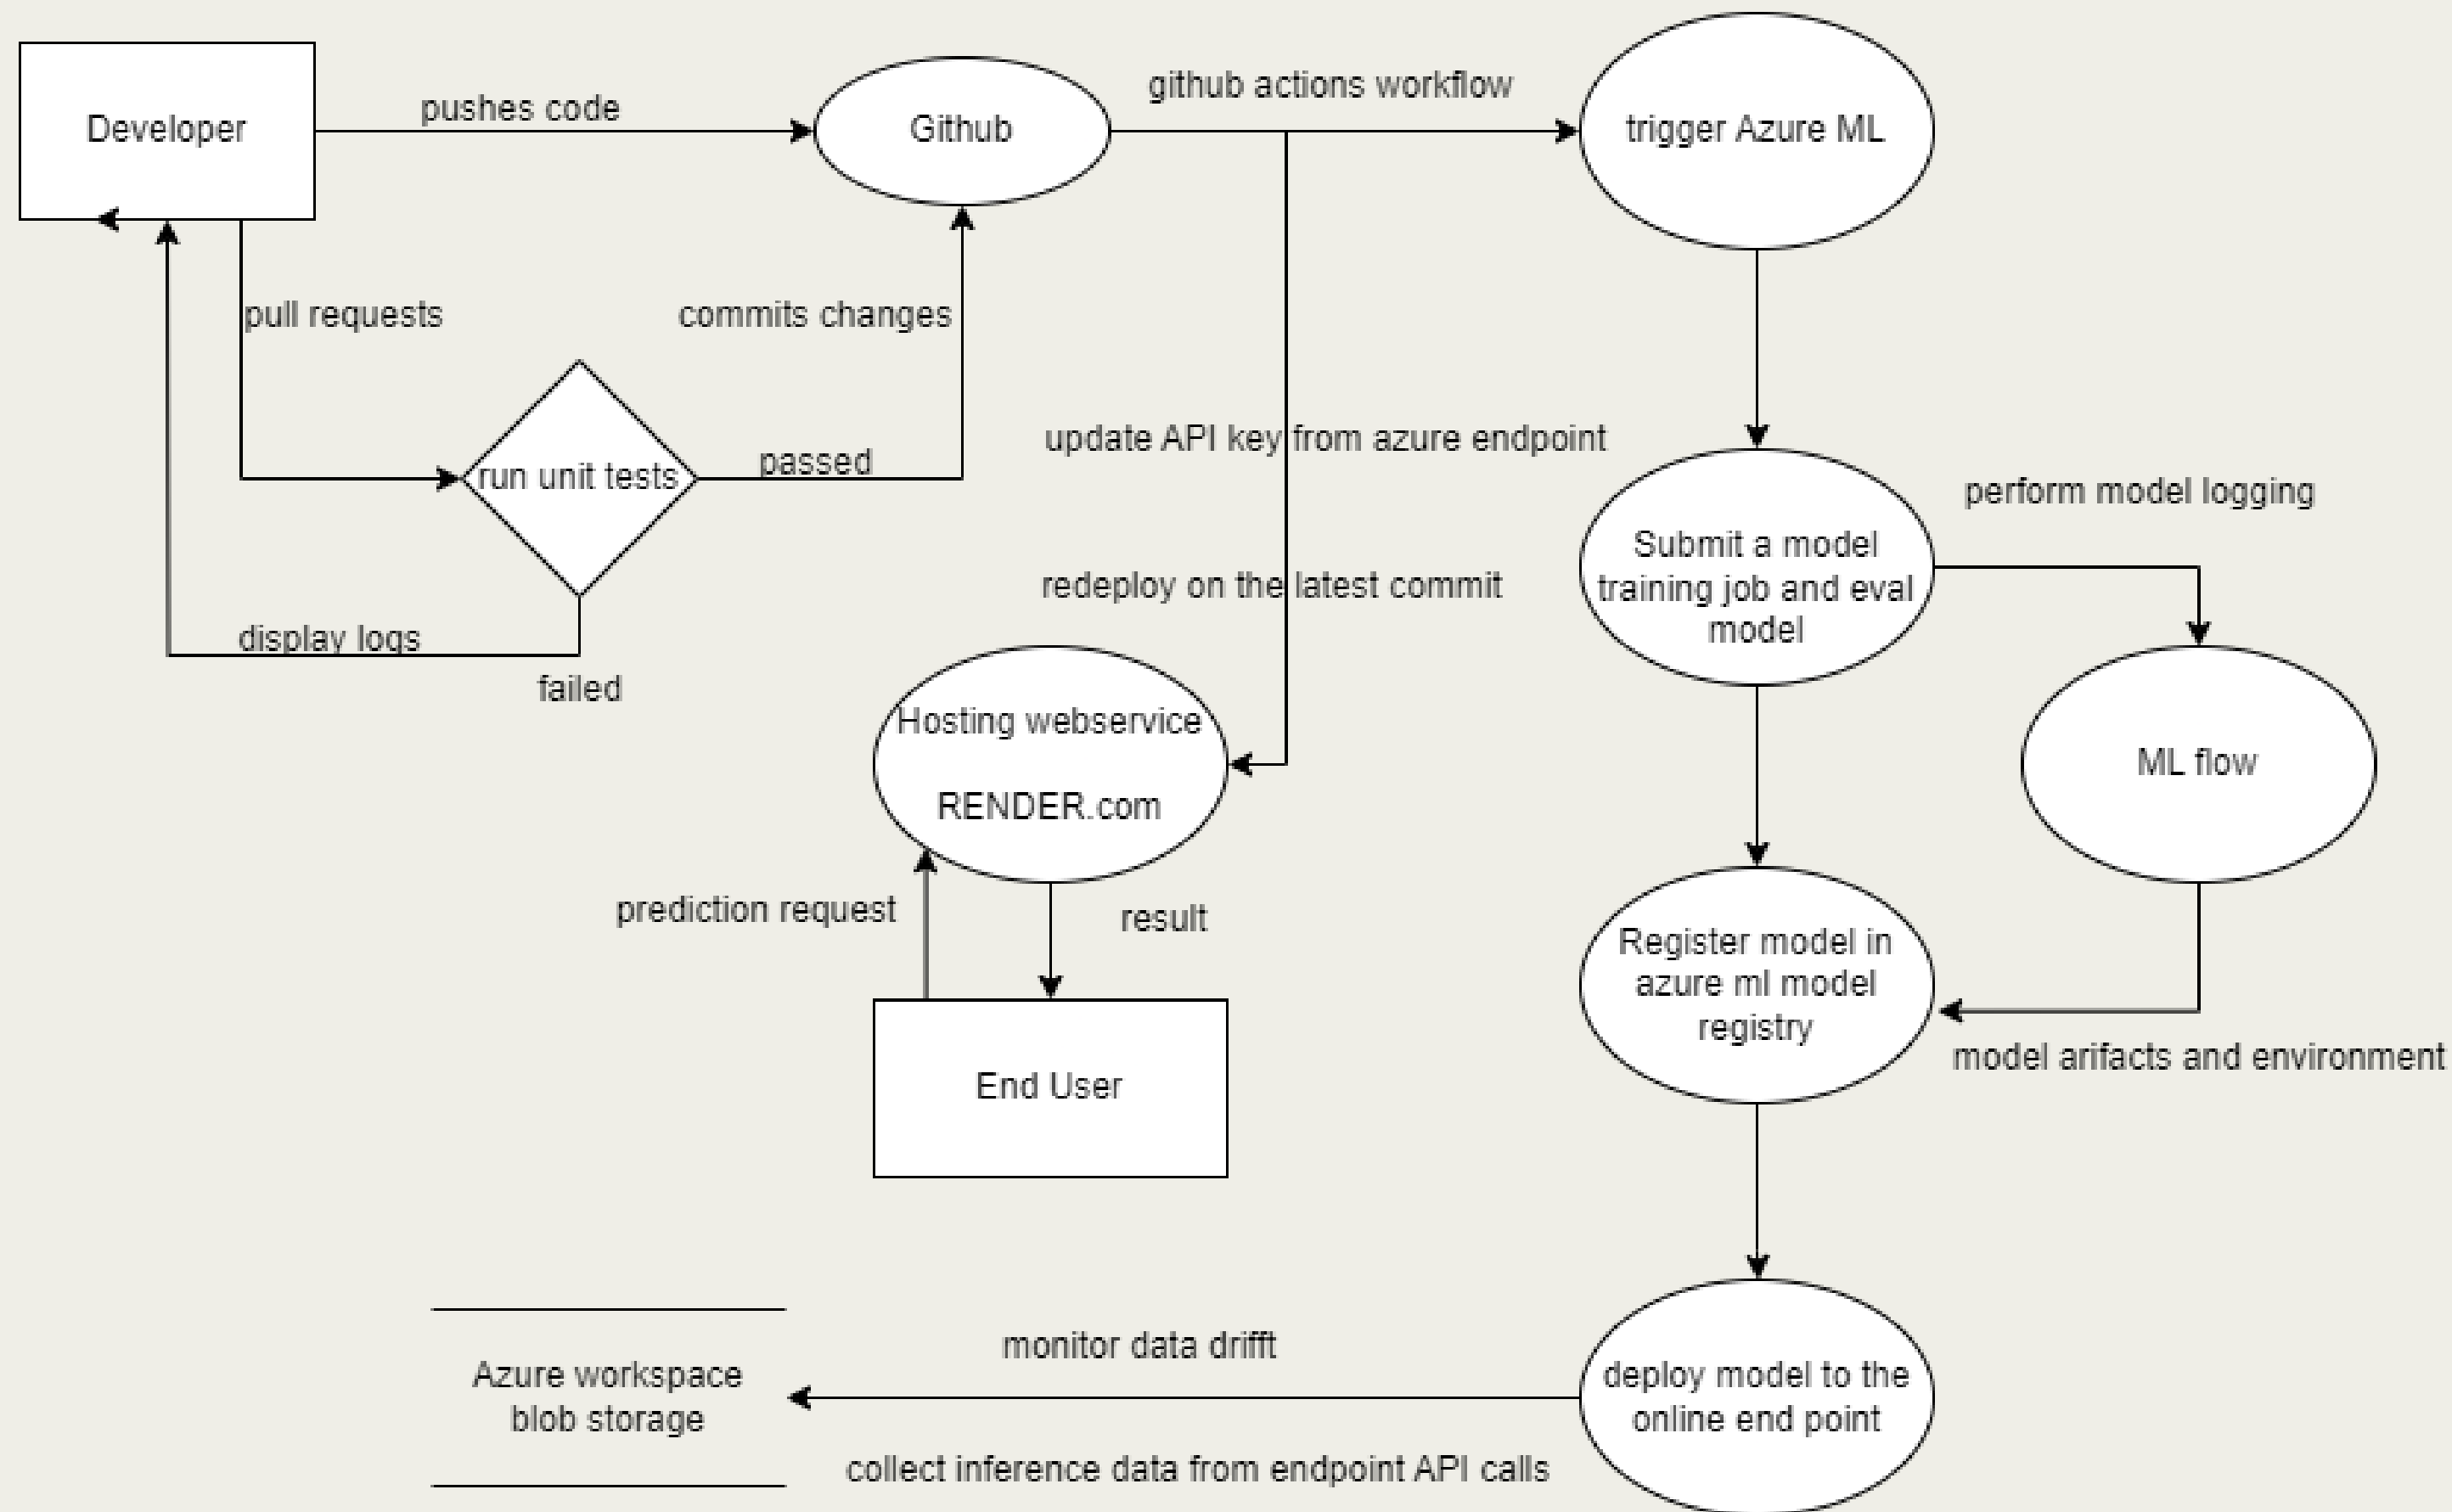 Developer
pushes code
Github
github actions workflow
trigger Azure ML
pull requests
commits changes
run unit tests
passed
display logs
failed
update API key from azure endpoint
redeploy on the latest commit
Submit a model
training job and eval
model
perform model logging
ML flow
Hosting webservice
RENDER.com
prediction request
result
End User
Register model in
azure ml model
registry
model arifacts and environment
deploy model to the
online end point
monitor data drifft
collect inference data from endpoint API calls
Azure workspace
blob storage